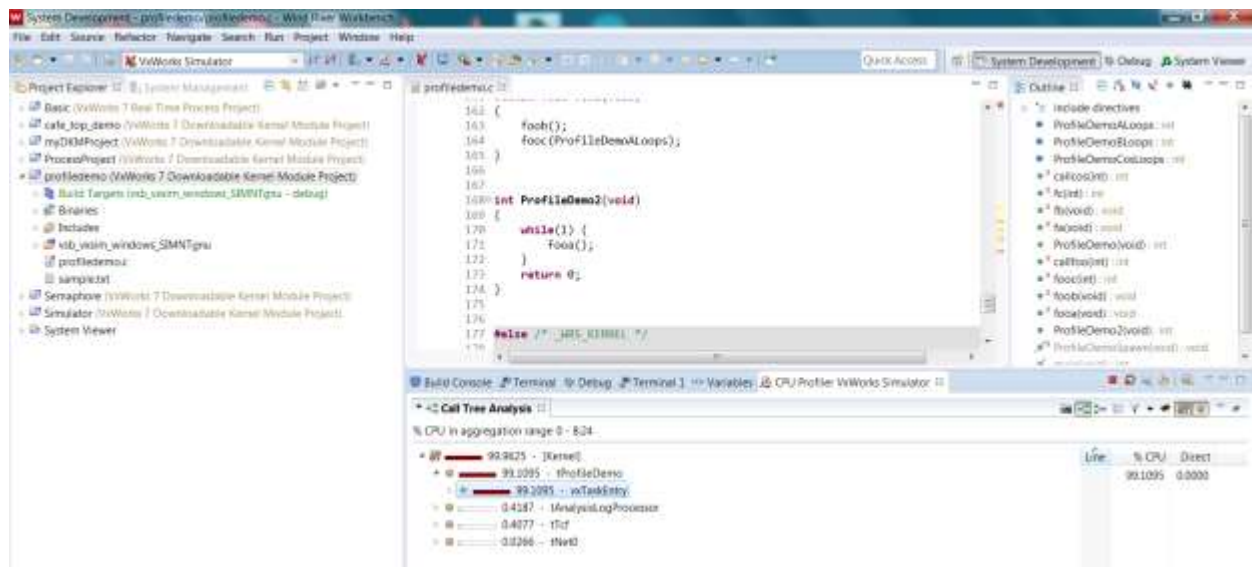 System Development - profiledemo/profiledemo.c - Wind River Workbench
File Edit Source Refactor Navigate Search Run Project Window Help
VxWorks Simulator
Quick Access
System Development
Debug
System Viewer
Project Explorer
System Management
Basic (VxWorks 7 Real Time Process Project)
cafe_top_demo (VxWorks 7 Downloadable Kernel Module Project)
myDKMProject (VxWorks 7 Downloadable Kernel Module Project)
ProcessProject (VxWorks 7 Downloadable Kernel Module Project)
profiledemo (VxWorks 7 Downloadable Kernel Module Project)
Build Targets (vsb_vxsim_windows_SIMNTgnu - debug)
Binaries
Includes
vsb_vxsim_windows_SIMNTgnu
profiledemo.c
sample.txt
Semaphore (VxWorks 7 Downloadable Kernel Module Project)
Simulator (VxWorks 7 Downloadable Kernel Module Project)
System Viewer
profiledemo.c
162 {
163 foob();
164 fooc(ProfileDemoALoops);
165 }
166
167
168 int ProfileDemo2(void)
169 {
170 while(1) {
171 fooa();
172 }
173 return 0;
174 }
175
176
177 #else /* _WRS_KERNEL */
Outline
include directives
ProfileDemoALoops : int
ProfileDemoBLoops : int
ProfileDemoCosLoops : int
callcos(int) : int
fc(int) : int
fb(void) : void
fa(void) : void
ProfileDemo(void) : int
callfoo(int) : int
fooc(int) : int
foob(void) : void
fooa(void) : void
ProfileDemo2(void) : int
ProfileDemoSpawn(void) : void
Build Console
Terminal
Debug
Terminal 1
Variables
CPU Profiler VxWorks Simulator
Call Tree Analysis
% CPU in aggregation range 0 - 824
Line % CPU Direct
99.9625 - [Kernel]
99.1095 - tProfileDemo
99.1095 0.0000
99.1095 - vxTaskEntry
0.4187 - tAnalysisLogProcessor
0.4077 - tTcf
0.0266 - tNet0